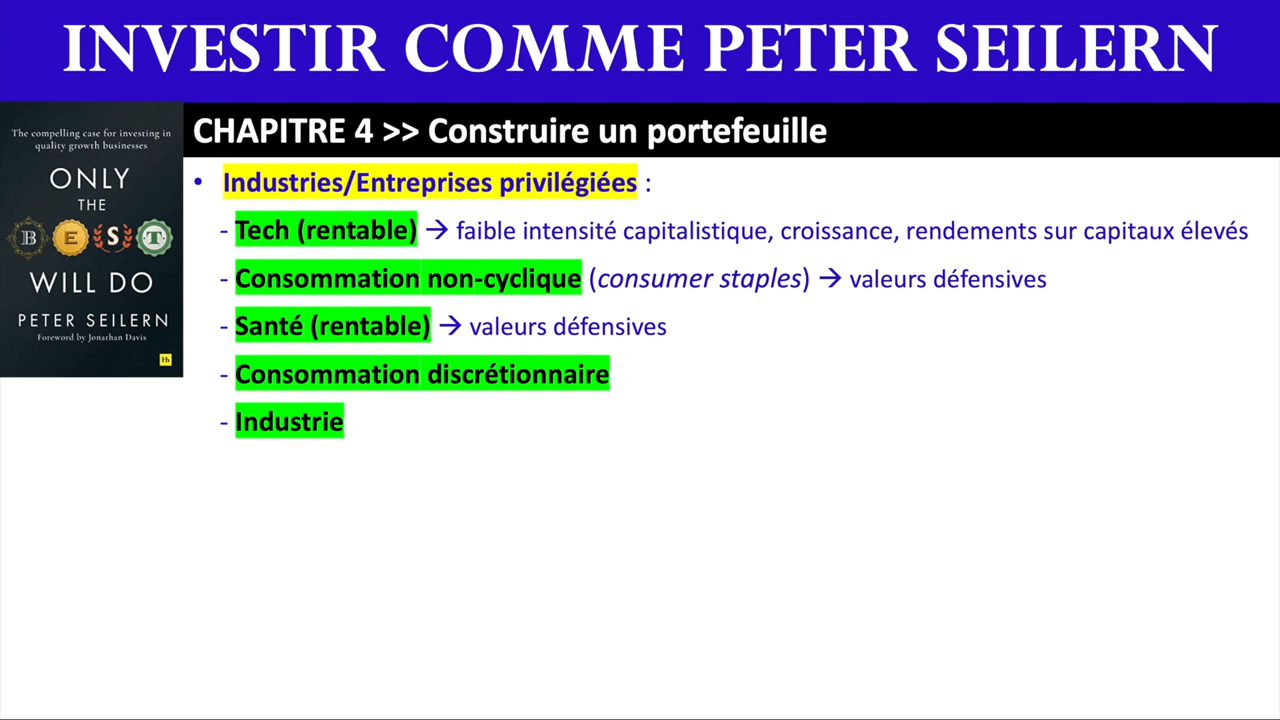 INVESTIR COMME PETER SEILERN
The compelling case for investing in
quality growth businesses
ONLY
THE
B E S T
WILL DO
PETER SEILERN
Foreword by Jonathan Davis
Hh
CHAPITRE 4 >> Construire un portefeuille
• Industries/Entreprises privilégiées :
- Tech (rentable) → faible intensité capitalistique, croissance, rendements sur capitaux élevés
- Consommation non-cyclique (consumer staples) → valeurs défensives
- Santé (rentable) → valeurs défensives
- Consommation discrétionnaire
- Industrie